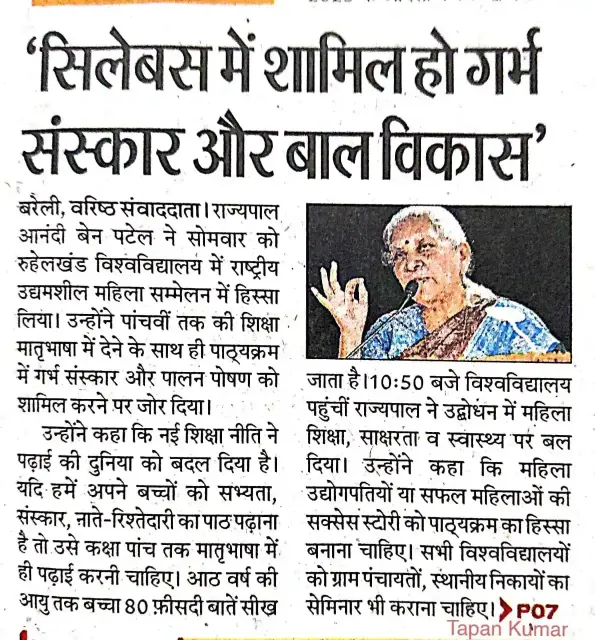 ‘सिलेबस में शामिल हो गर्भ
संस्कार और बाल विकास’
बरेली, वरिष्ठ संवाददाता। राज्यपाल
आनंदी बेन पटेल ने सोमवार को
रुहेलखंड विश्वविद्यालय में राष्ट्रीय
उद्यमशील महिला सम्मेलन में हिस्सा
लिया। उन्होंने पांचवीं तक की शिक्षा
मातृभाषा में देने के साथ ही पाठ्यक्रम
में गर्भ संस्कार और पालन पोषण को
शामिल करने पर जोर दिया।
उन्होंने कहा कि नई शिक्षा नीति ने
पढ़ाई की दुनिया को बदल दिया है।
यदि हमें अपने बच्चों को सभ्यता,
संस्कार, नाते-रिश्तेदारी का पाठ पढ़ाना
है तो उसे कक्षा पांच तक मातृभाषा में
ही पढ़ाई करनी चाहिए। आठ वर्ष की
आयु तक बच्चा 80 फ़ीसदी बातें सीख
जाता है। 10:50 बजे विश्वविद्यालय
पहुंचीं राज्यपाल ने उद्बोधन में महिला
शिक्षा, साक्षरता व स्वास्थ्य पर बल
दिया। उन्होंने कहा कि महिला
उद्योगपतियों या सफल महिलाओं की
सक्सेस स्टोरी को पाठ्यक्रम का हिस्सा
बनाना चाहिए। सभी विश्वविद्यालयों
को ग्राम पंचायतों, स्थानीय निकायों का
सेमिनार भी कराना चाहिए। P07
Tapan Kumar